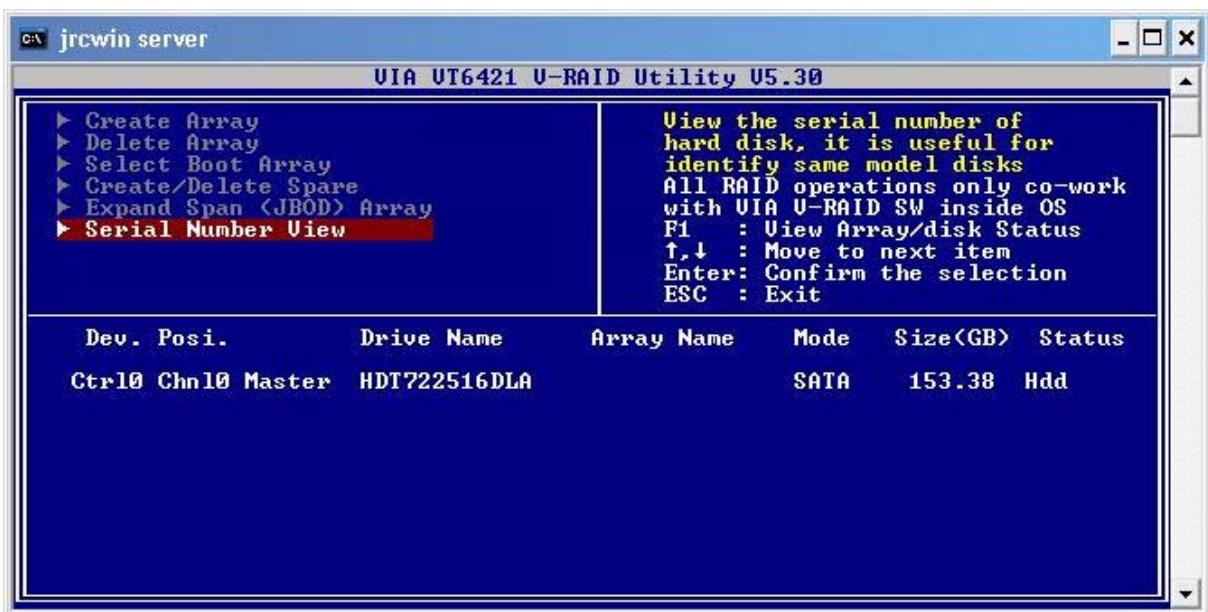 jrcwin server
VIA VT6421 V-RAID Utility V5.30
Create Array
Delete Array
Select Boot Array
Create/Delete Spare
Expand Span (JBOD) Array
Serial Number View
View the serial number of
hard disk, it is useful for
identify same model disks
All RAID operations only co-work
with VIA V-RAID SW inside OS
F1 : View Array/disk Status
↑,↓ : Move to next item
Enter: Confirm the selection
ESC : Exit
Dev. Posi. Drive Name Array Name Mode Size(GB) Status
Ctrl0 Chnl0 Master HDT722516DLA SATA 153.38 Hdd